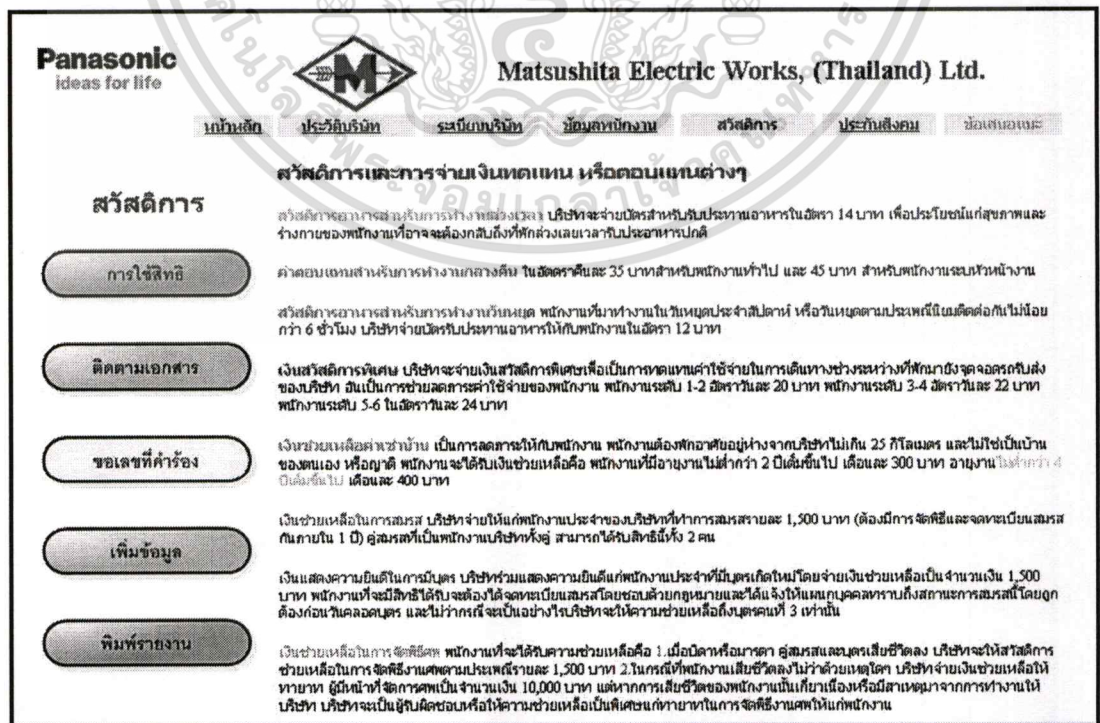 Panasonic
ideas for life
M
Matsushita Electric Works, (Thailand) Ltd.
หน้าหลัก ประวัติบริษัท ระเบียบบริษัท ข้อมูลพนักงาน สวัสดิการ ประกันสังคม ข้อเสนอแนะ
สวัสดิการ
การใช้สิทธิ
ติดตามเอกสาร
ขอเลขที่คำร้อง
เพิ่มข้อมูล
พิมพ์รายงาน
สวัสดิการและการจ่ายเงินทดแทน หรือตอบแทนต่างๆ
สวัสดิการอาหารสำหรับการทำงานล่วงเวลา บริษัทจะจ่ายบัตรสำหรับรับประทานอาหารในอัตรา 14 บาท เพื่อประโยชน์แก่สุขภาพและ
ร่างกายของพนักงานที่อาจจะต้องกลับถึงที่พักล่วงเลยเวลารับประอาหารปกติ
ค่าตอบแทนสำหรับการทำงานกลางคืน ในอัตตราคืนละ 35 บาทสำหรับพนักงานทั่วไป และ 45 บาท สำหรับพนักงานระบหัวหน้างาน
สวัสดิการอาหารสำหรับการทำงานวันหยุด พนักงานที่มาทำงานในวันหยุดประจำสัปดาห์ หรือวันหยุดตามประเพณีนิยมติดต่อกันไม่น้อย
กว่า 6 ชั่วโมง บริษัทจ่ายบัตรรับประทานอาหารให้กับพนักงานในอัตรา 12 บาท
เงินสวัสดิการพิเศษ บริษัทจะจ่ายเงินสวัสดิการพิเศษเพื่อเป็นการทดแทนค่าใช้จ่ายในการเดินทางช่วงระหว่างที่พักมายังจุดจอดรถรับส่ง
ของบริษัท อันเป็นการช่วยลดภาระค่าใช้จ่ายของพนักงาน พนักงานระดับ 1-2 อัตราวันละ 20 บาท พนักงานระดับ 3-4 อัตราวันละ 22 บาท
พนักงานระดับ 5-6 ในอัตราวันละ 24 บาท
เงินช่วยเหลือค่าเช่าบ้าน เป็นการลดภาระให้กับพนักงาน พนักงานต้องพักอาศัยอยู่ห่างจากบริษัทไม่เกิน 25 กิโลเมตร และไม่ใช่เป็นบ้าน
ของตนเอง หรือญาติ พนักงานจะได้รับเงินช่วยเหลือคือ พนักงานที่มีอายุงานไม่ต่ำกว่า 2 ปีเต็มขึ้นไป เดือนละ 300 บาท อายุงานไม่ต่ำกว่า 4
ปีเต็มขึ้นไป เดือนละ 400 บาท
เงินช่วยเหลือในการสมรส บริษัทจ่ายให้แก่พนักงานประจำของบริษัทที่ทำการสมรสรายละ 1,500 บาท (ต้องมีการจัดพิธีและจดทะเบียนสมรส
กันภายใน 1 ปี) คู่สมรสที่เป็นพนักงานบริษัททั้งคู่ สามารถได้รับสิทธินี้ทั้ง 2 คน
เงินแสดงความยินดีในการมีบุตร บริษัทร่วมแสดงความยินดีแก่พนักงานประจำที่มีบุตรเกิดใหม่โดยจ่ายเงินช่วยเหลือเป็นจำนวนเงิน 1,500
บาท พนักงานที่จะมีสิทธิได้รับจะต้องได้จดทะเบียนสมรสโดยชอบด้วยกฎหมายและได้แจ้งให้แผนกบุคคลทราบถึงสถานะการสมรสนี้โดยถูก
ต้องก่อนวันคลอดบุตร และไม่ว่ากรณีจะเป็นอย่างไรบริษัทจะให้ความช่วยเหลือถึงบุตรคนที่ 3 เท่านั้น
เงินช่วยเหลือในการจัดพิธีศพ พนักงานที่จะได้รับความช่วยเหลือ คือ 1.เมื่อบิดาหรือมารดา คู่สมรสและบุตรเสียชีวิตลง บริษัทจะให้สวัสดิการ
ช่วยเหลือในการจัดพิธีงานศพตามประเพณีรายละ 1,500 บาท 2.ในกรณีที่พนักงานเสียชีวิตลงไม่ว่าด้วยเหตุใดๆ บริษัทจ่ายเงินช่วยเหลือให้
ทายาท ผู้มีหน้าที่จัดการศพเป็นจำนวนเงิน 10,000 บาท แต่หากการเสียชีวิตของพนักงานนั้นเกี่ยวเนื่องหรือมีสาเหตุมาจากการทำงานให้
บริษัท บริษัทจะเป็นผู้รับผิดชอบหรือให้ความช่วยเหลือเป็นพิเศษแก่ทายาทในการจัดพิธีงานศพให้แก่พนักงาน